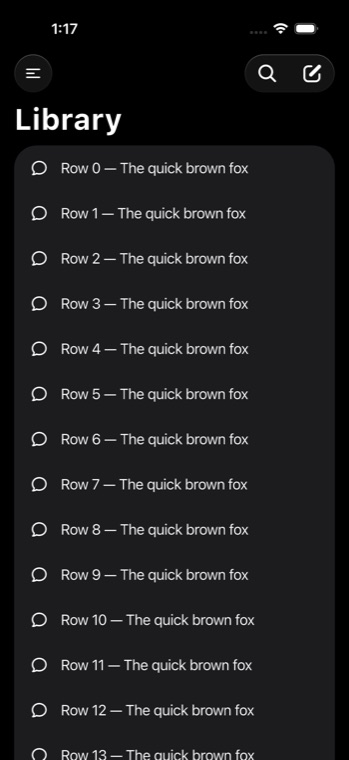 1:17
Library
Row 0 — The quick brown fox
Row 1 — The quick brown fox
Row 2 — The quick brown fox
Row 3 — The quick brown fox
Row 4 — The quick brown fox
Row 5 — The quick brown fox
Row 6 — The quick brown fox
Row 7 — The quick brown fox
Row 8 — The quick brown fox
Row 9 — The quick brown fox
Row 10 — The quick brown fox
Row 11 — The quick brown fox
Row 12 — The quick brown fox
Row 13 — The quick brown fox